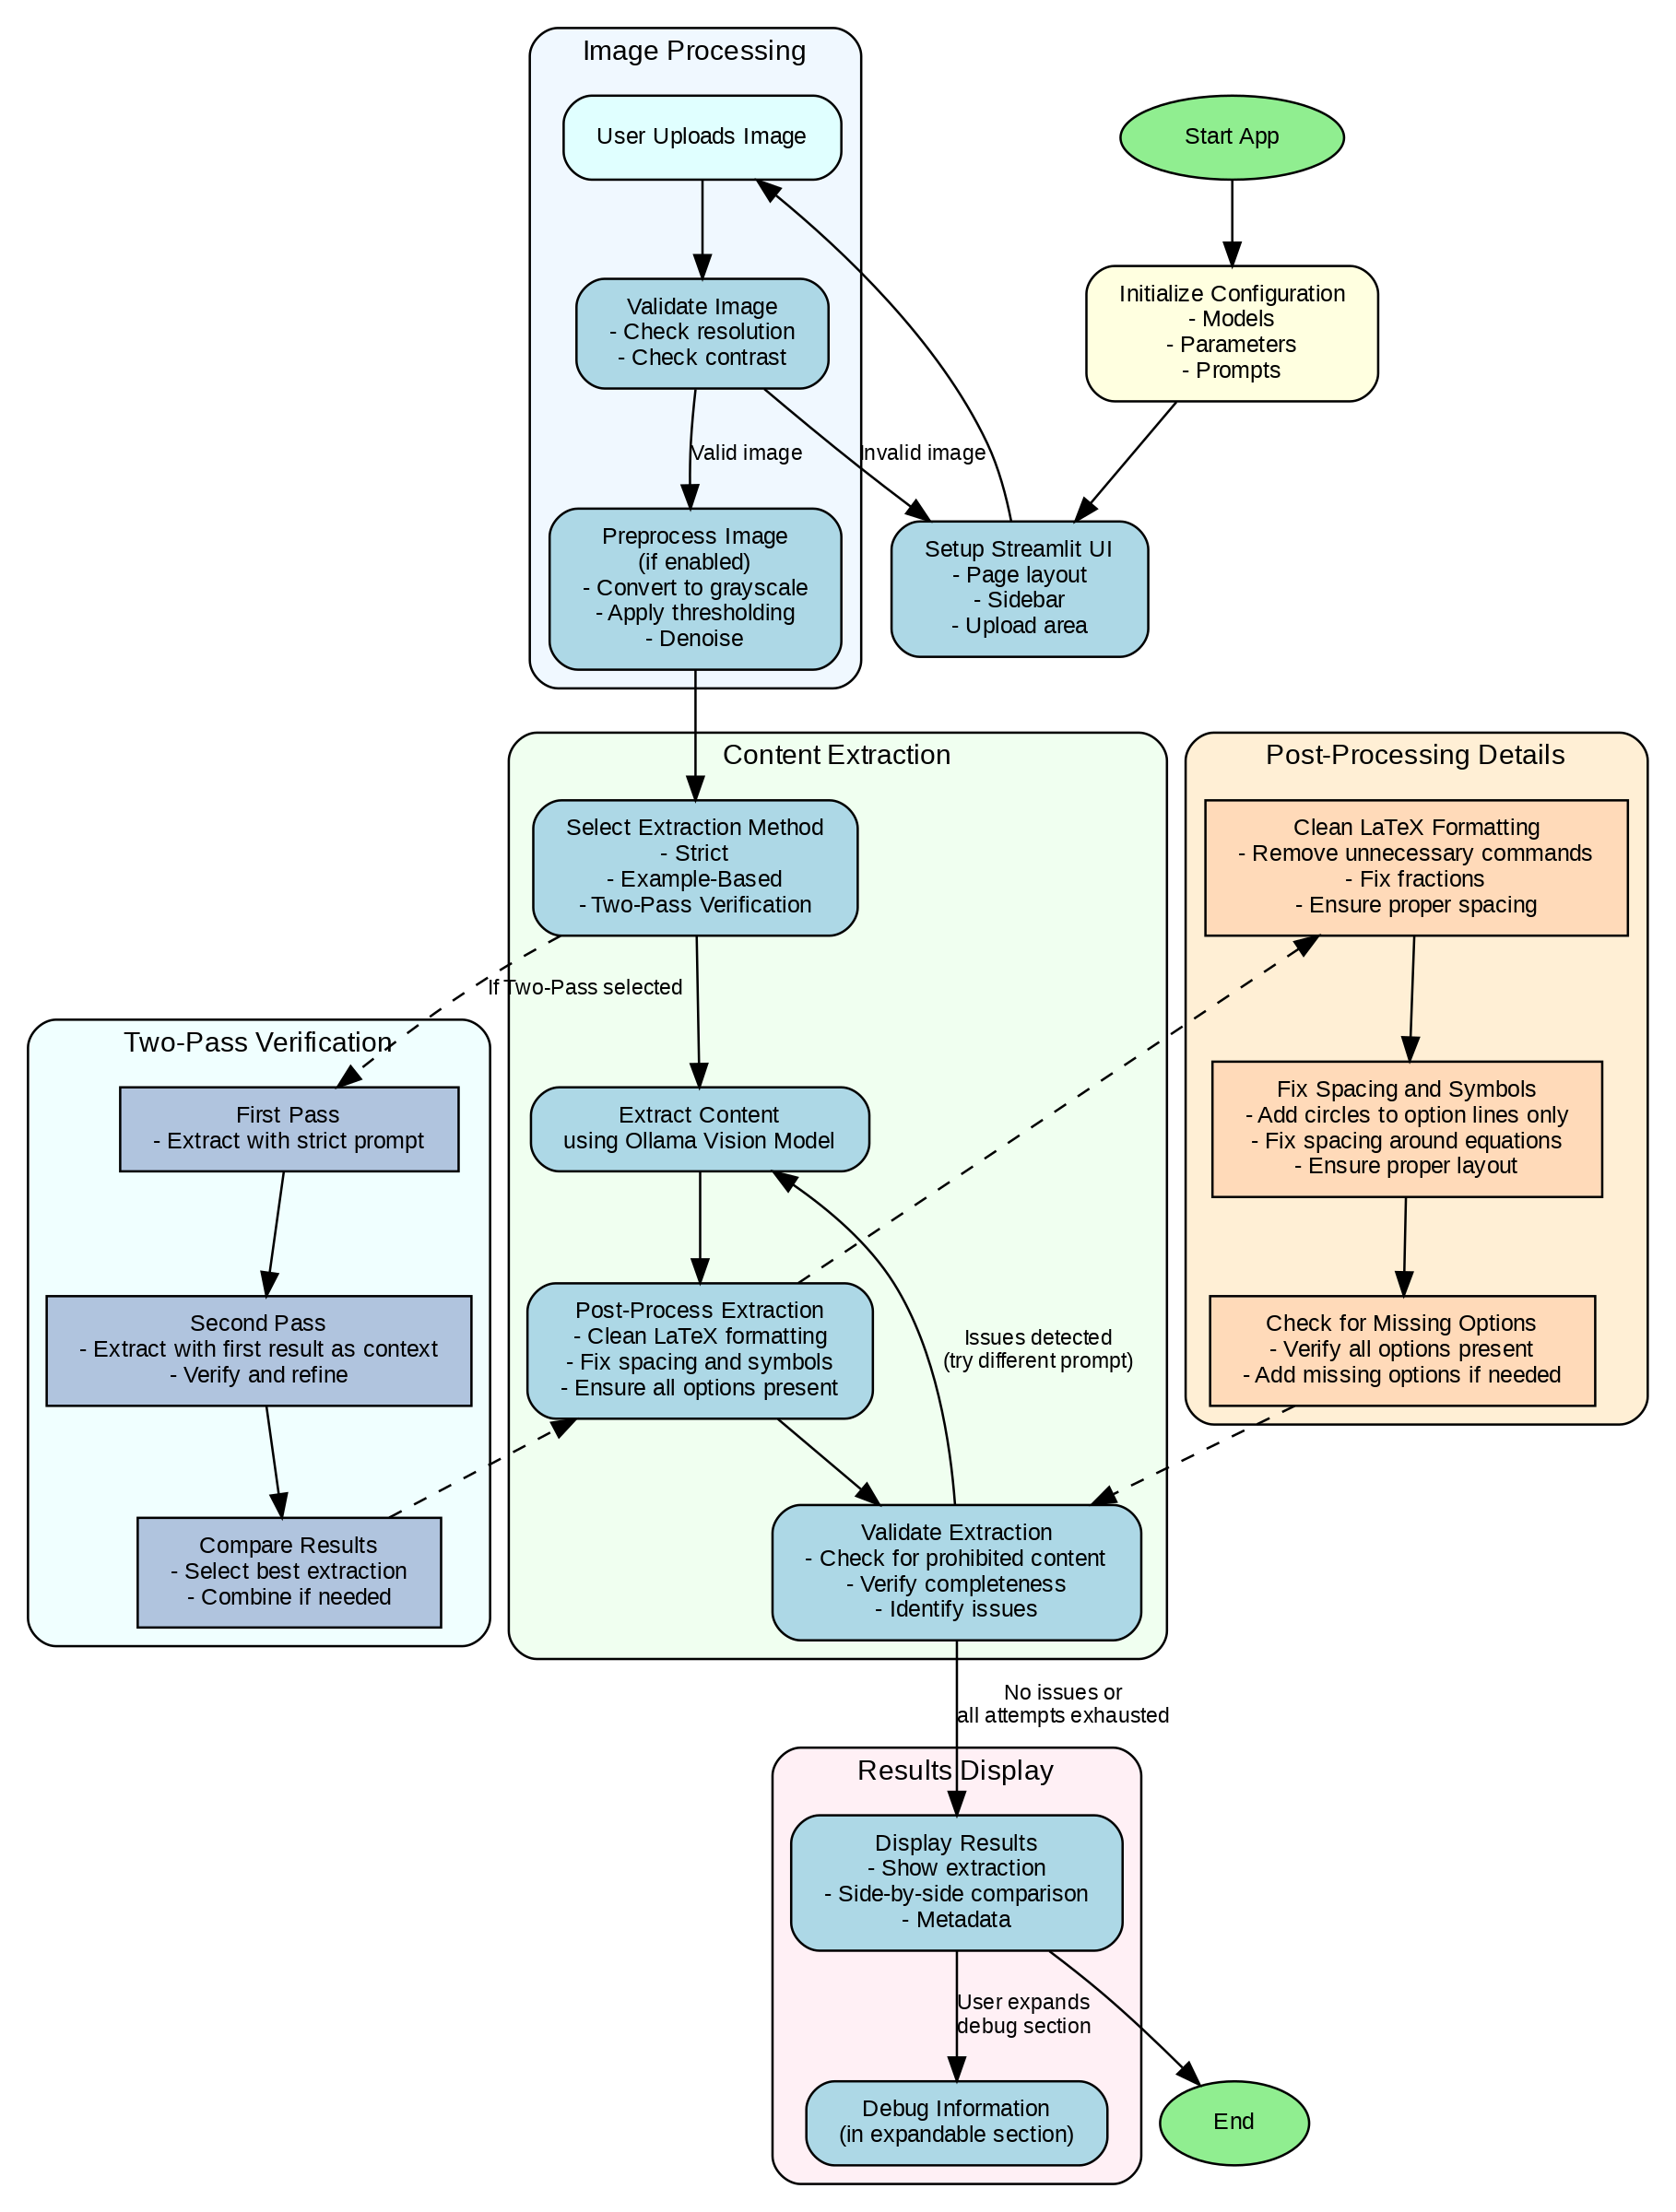 Image Processing
User Uploads Image
Start App
Validate Image
- Check resolution
- Check contrast
Initialize Configuration
- Models
- Parameters
- Prompts
Valid image
Invalid image
Preprocess Image
(if enabled)
- Convert to grayscale
- Apply thresholding
- Denoise
Setup Streamlit UI
- Page layout
- Sidebar
- Upload area
Content Extraction
Select Extraction Method
- Strict
- Example-Based
- Two-Pass Verification
Post-Processing Details
Clean LaTeX Formatting
- Remove unnecessary commands
- Fix fractions
- Ensure proper spacing
If Two-Pass selected
Two-Pass Verification
First Pass
- Extract with strict prompt
Extract Content
using Ollama Vision Model
Fix Spacing and Symbols
- Add circles to option lines only
- Fix spacing around equations
- Ensure proper layout
Second Pass
- Extract with first result as context
- Verify and refine
Post-Process Extraction
- Clean LaTeX formatting
- Fix spacing and symbols
- Ensure all options present
Issues detected
(try different prompt)
Check for Missing Options
- Verify all options present
- Add missing options if needed
Compare Results
- Select best extraction
- Combine if needed
Validate Extraction
- Check for prohibited content
- Verify completeness
- Identify issues
No issues or
all attempts exhausted
Results Display
Display Results
- Show extraction
- Side-by-side comparison
- Metadata
User expands
debug section
Debug Information
(in expandable section)
End